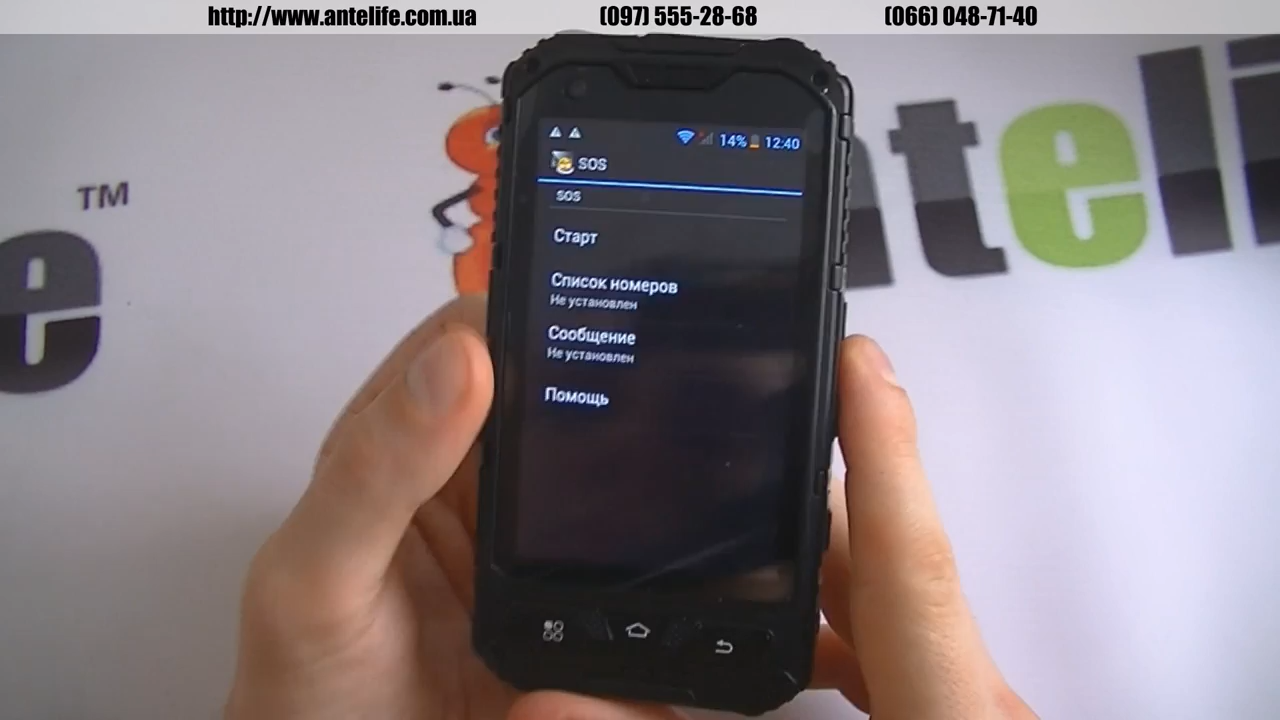 http://www.antelife.com.ua (097) 555-28-68 (066) 048-71-40
14% 12:40
SOS
SOS
Старт
Список номеров
Не установлен
Сообщение
Не установлен
Помощь
TM
e
nteli